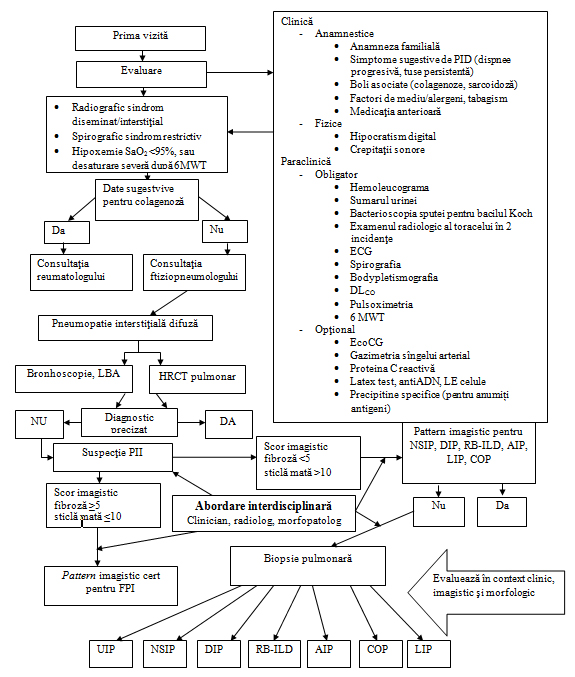 Prima vizită
Evaluare
• Radiografic sindrom
diseminat/interstițial
• Spirografic sindrom restrictiv
• Hipoxemie SaO2 <95%, sau
desaturare severă după 6MWT
Date sugestvive
pentru colagenoză
Da
Nu
Consultația
reumatologului
Consultația
ftiziopneumologului
Pneumopatie interstițială difuză
Bronhoscopie, LBA
HRCT pulmonar
NU
Diagnostic
precizat
DA
Suspecție PII
Scor imagistic
fibroză <5
sticlă mată >10
Scor imagistic
fibroză ≥5
sticlă mată ≤10
Abordare interdisciplinară
Clinician, radiolog, morfopatolog
Pattern imagistic cert
pentru FPI
Clinică
- Anamnestice
• Anamneza familială
• Simptome sugestive de PID (dispnee
progresivă, tuse persistentă)
• Boli asociate (colagenoze, sarcoidoză)
• Factori de mediu/alergeni, tabagism
• Medicația anterioară
- Fizice
• Hipocratism digital
• Crepitații sonore
Paraclinică
- Obligator
• Hemoleucograma
• Sumarul urinei
• Bacterioscopia sputei pentru bacilul Koch
• Examenul radiologic al toracelui în 2
incidențe
• ECG
• Spirografia
• Bodypletismografia
• DLCO
• Pulsoximetria
• 6 MWT
- Opțional
• EcoCG
• Gazimetria sîngelui arterial
• Proteina C reactivă
• Latex test, antiADN, LE celule
• Precipitine specifice (pentru anumiți
antigeni)
Pattern imagistic pentru
NSIP, DIP, RB-ILD, AIP,
LIP, COP
Nu
Da
Biopsie pulmonară
Evaluează în context clinic,
imagistic și morfologic
UIP
NSIP
DIP
RB-ILD
AIP
COP
LIP